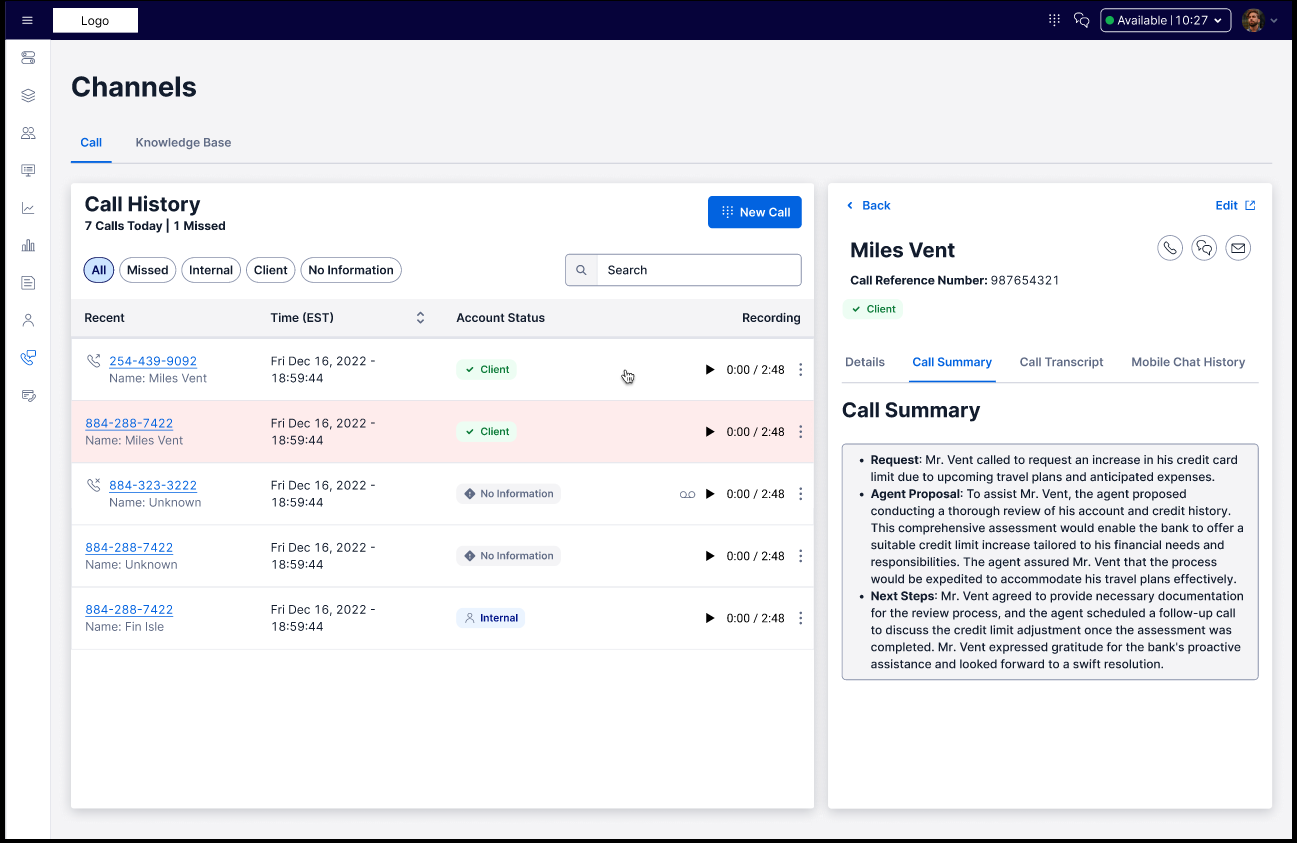 Logo
Available | 10:27
Channels
Call
Knowledge Base
Call History
7 Calls Today | 1 Missed
New Call
All
Missed
Internal
Client
No Information
Search
Recent
Time (EST)
Account Status
Recording
254-439-9092
Name: Miles Vent
Fri Dec 16, 2022 -
18:59:44
Client
0:00 / 2:48
884-288-7422
Name: Miles Vent
Fri Dec 16, 2022 -
18:59:44
Client
0:00 / 2:48
884-323-3222
Name: Unknown
Fri Dec 16, 2022 -
18:59:44
No Information
0:00 / 2:48
884-288-7422
Name: Unknown
Fri Dec 16, 2022 -
18:59:44
No Information
0:00 / 2:48
884-288-7422
Name: Fin Isle
Fri Dec 16, 2022 -
18:59:44
Internal
0:00 / 2:48
Back
Edit
Miles Vent
Call Reference Number: 987654321
Client
Details
Call Summary
Call Transcript
Mobile Chat History
Call Summary
• Request: Mr. Vent called to request an increase in his credit card
limit due to upcoming travel plans and anticipated expenses.
• Agent Proposal: To assist Mr. Vent, the agent proposed
conducting a thorough review of his account and credit history.
This comprehensive assessment would enable the bank to offer a
suitable credit limit increase tailored to his financial needs and
responsibilities. The agent assured Mr. Vent that the process
would be expedited to accommodate his travel plans effectively.
• Next Steps: Mr. Vent agreed to provide necessary documentation
for the review process, and the agent scheduled a follow-up call
to discuss the credit limit adjustment once the assessment was
completed. Mr. Vent expressed gratitude for the bank's proactive
assistance and looked forward to a swift resolution.